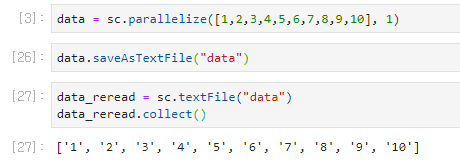 [3]: data = sc.parallelize([1,2,3,4,5,6,7,8,9,10], 1)
[26]: data.saveAsTextFile("data")
[27]: data_reread = sc.textFile("data")
data_reread.collect()
[27]: ['1', '2', '3', '4', '5', '6', '7', '8', '9', '10']